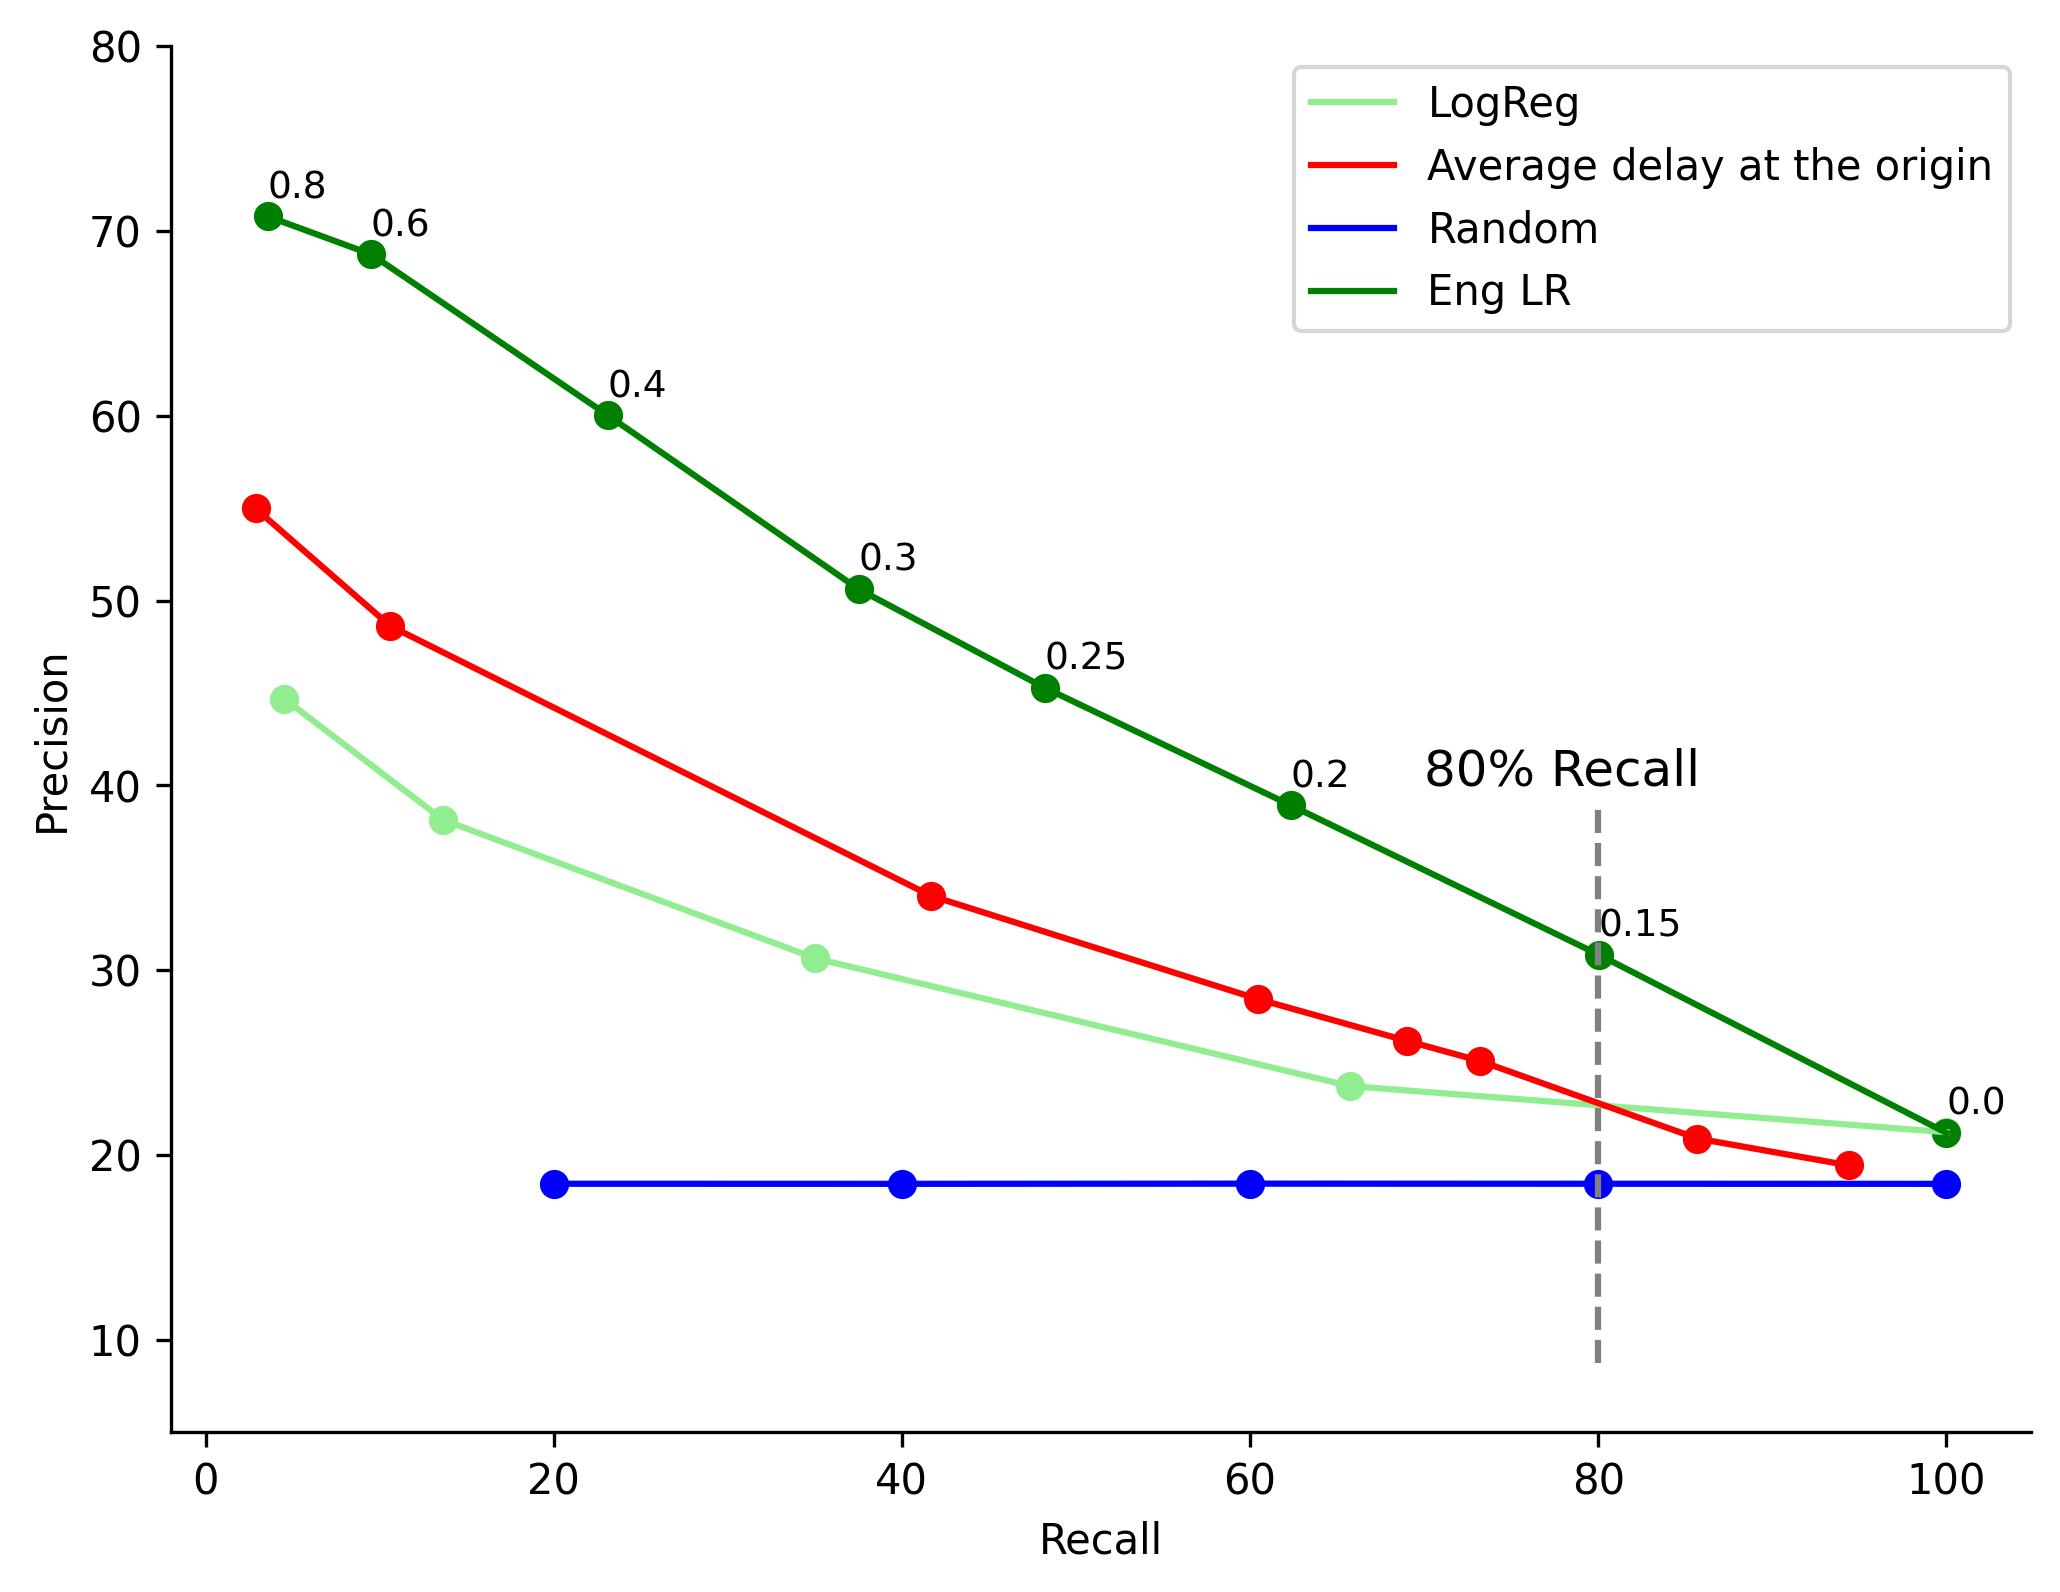 80
70
60
50
40
30
20
10
Precision
0.8
0.6
0.4
0.3
0.25
0.2
80% Recall
0.15
0.0
LogReg
Average delay at the origin
Random
Eng LR
0 20 40 60 80 100
Recall